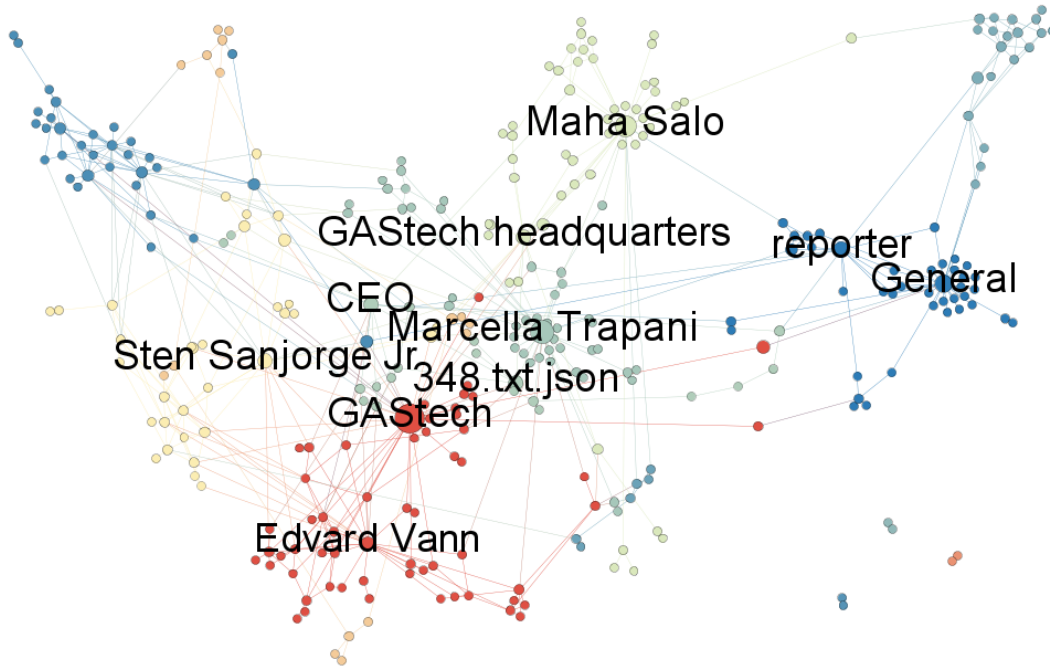 Maha Salo
GAStech headquarters
reporter
General
CEO
Marcella Trapani
Sten Sanjorge Jr.
348.txt.json
GAStech
Edvard Vann